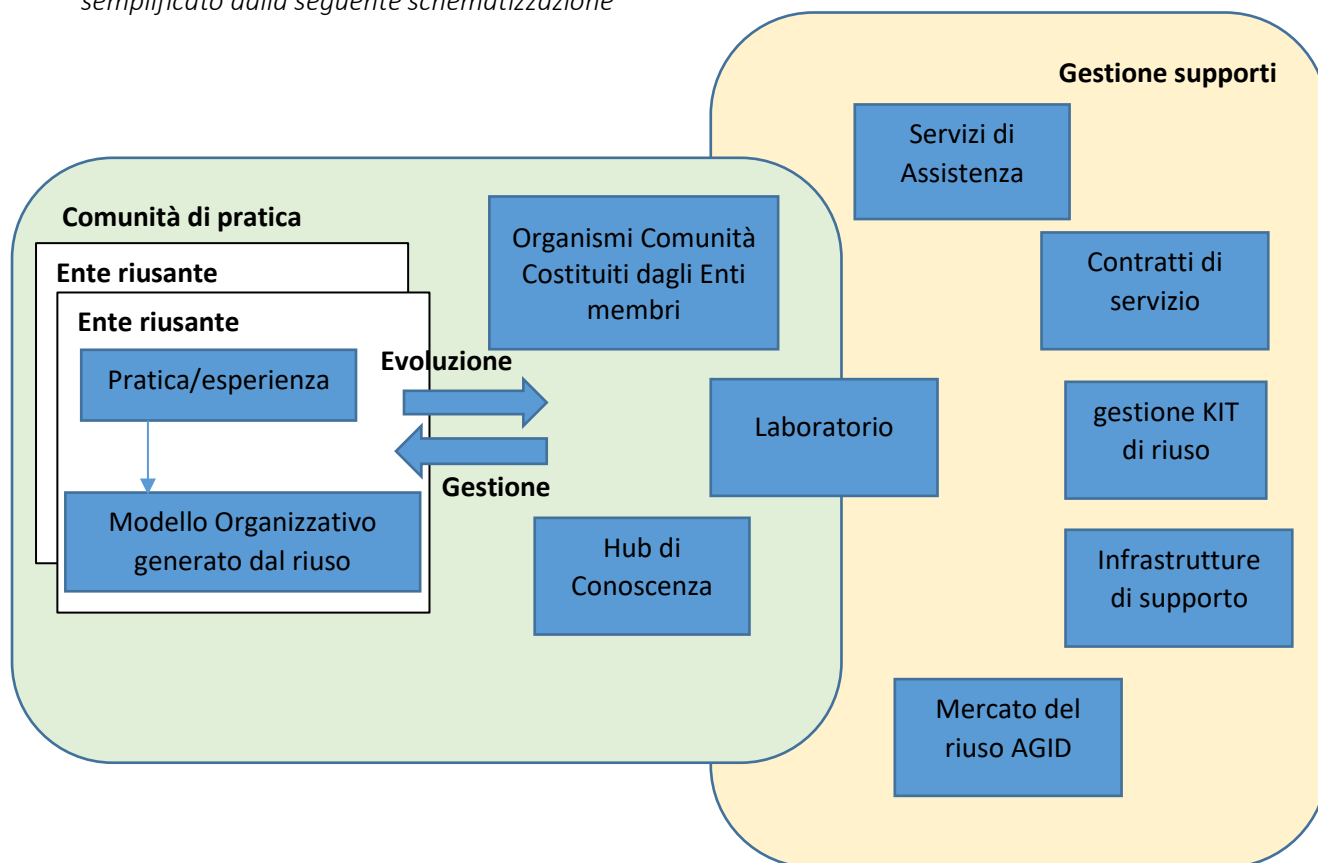 semplificato dalla seguente schematizzazione
Gestione supporti
Servizi di
Assistenza
Comunità di pratica
Organismi Comunità
Costituiti dagli Enti
membri
Ente riusante
Contratti di
servizio
Ente riusante
Evoluzione
Pratica/esperienza
Laboratorio
gestione KIT
di riuso
Gestione
Modello Organizzativo
generato dal riuso
Hub di
Conoscenza
Infrastrutture
di supporto
Mercato del
riuso AGID